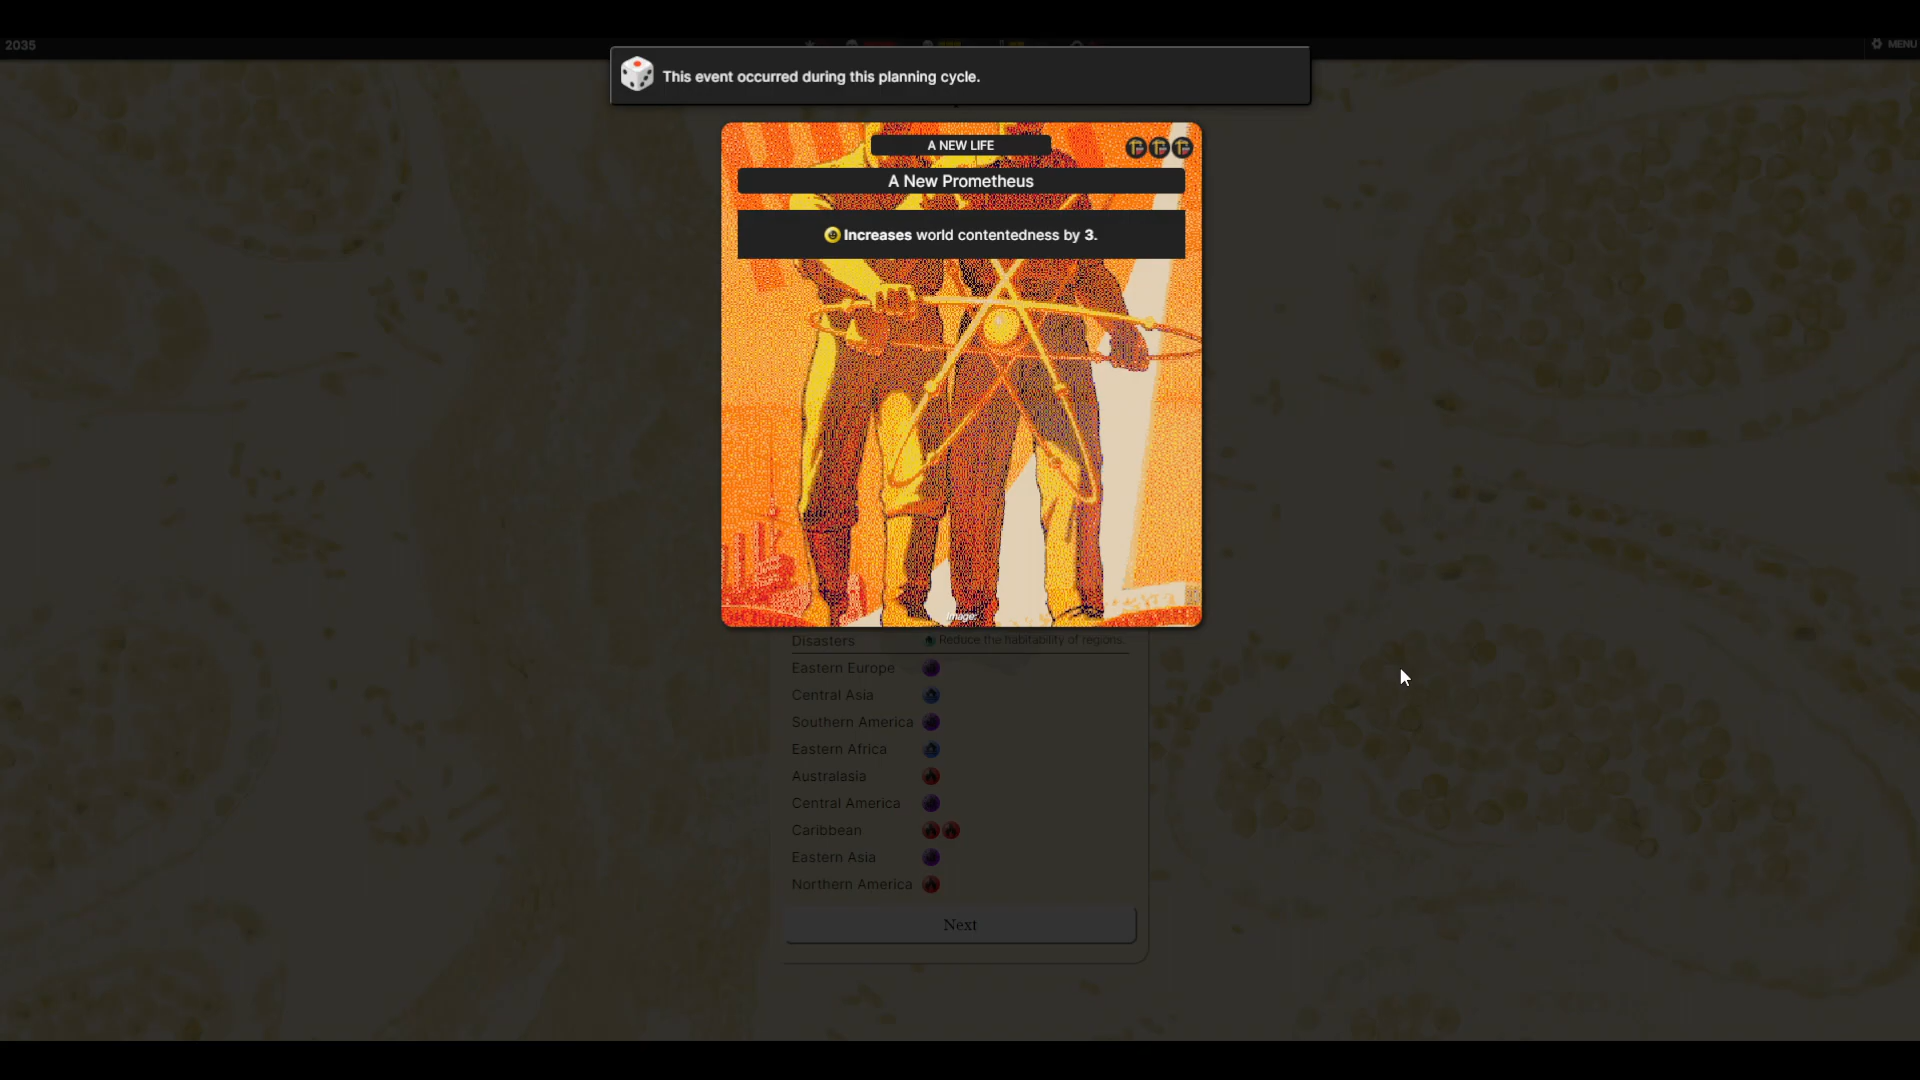 2035
MENU
This event occurred during this planning cycle.
A NEW LIFE
A New Prometheus
Increases world contentedness by 3.
Image:
Disasters
Reduce the habitability of regions.
Eastern Europe
Central Asia
Southern America
Eastern Africa
Australasia
Central America
Caribbean
Eastern Asia
Northern America
Next